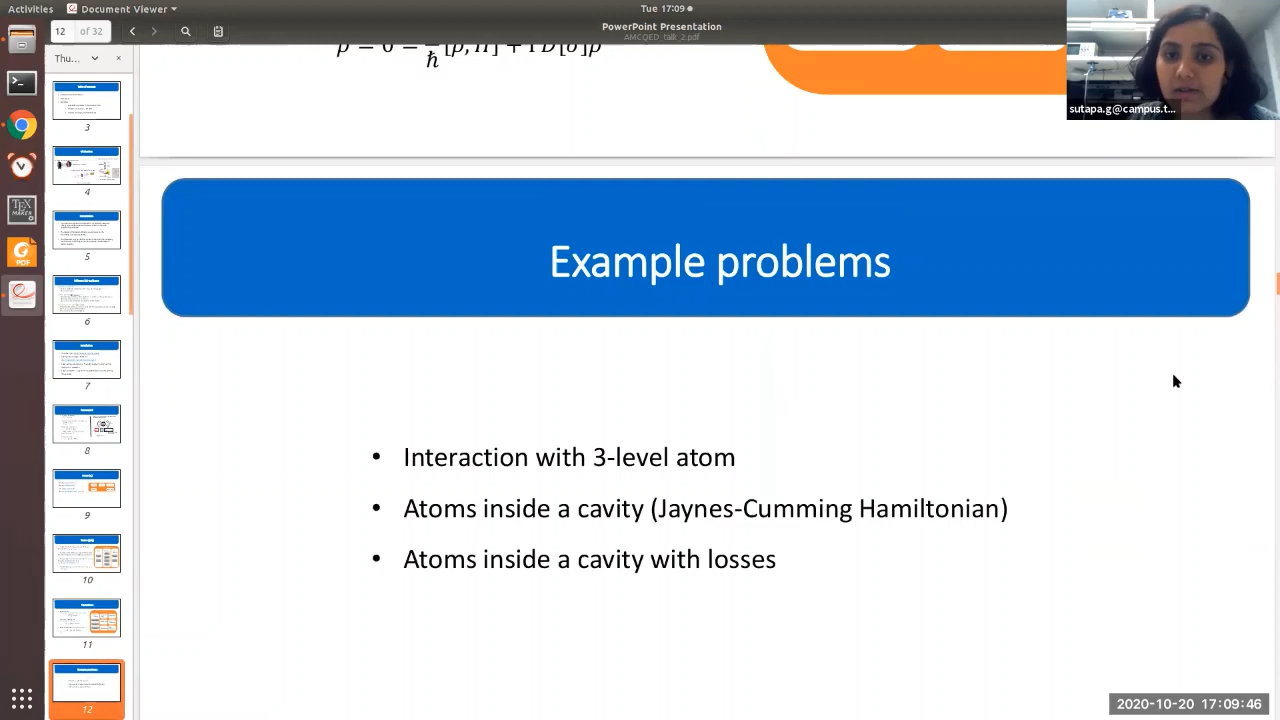 Activities
Document Viewer
Tue 17:09
12 of 32
PowerPoint Presentation
AMCQED_talk_2.pdf
Thu...
ħ
sutapa.g@campus.t...
3
4
5
6
7
8
9
10
11
12
Example problems
• Interaction with 3-level atom
• Atoms inside a cavity (Jaynes-Cumming Hamiltonian)
• Atoms inside a cavity with losses
2020-10-20 17:09:46